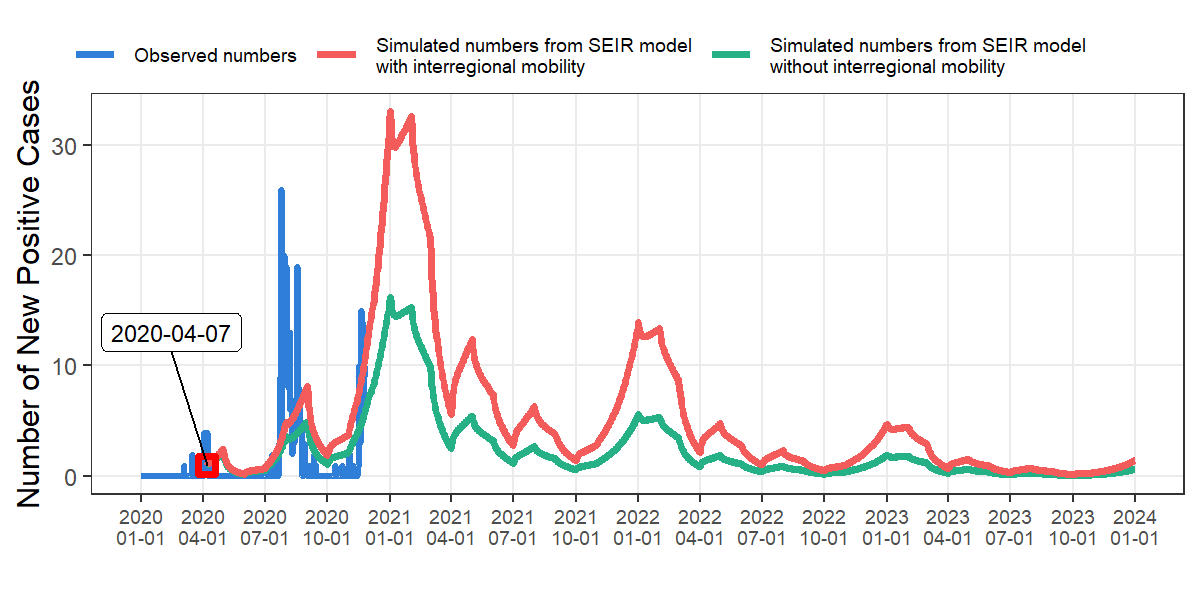 Observed numbers
Simulated numbers from SEIR model
with interregional mobility
Simulated numbers from SEIR model
without interregional mobility
Number of New Positive Cases
30
20
10
0
2020-04-07
2020 2020 2020 2020 2021 2021 2021 2021 2022 2022 2022 2022 2023 2023 2023 2023 2024
01-01 04-01 07-01 10-01 01-01 04-01 07-01 10-01 01-01 04-01 07-01 10-01 01-01 04-01 07-01 10-01 01-01